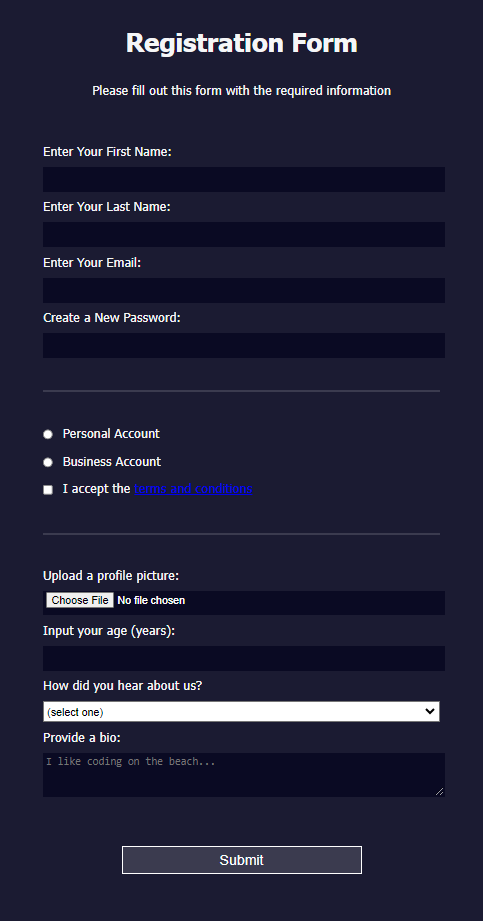 Registration Form
Please fill out this form with the required information
Enter Your First Name:
Enter Your Last Name:
Enter Your Email:
Create a New Password:
Personal Account
Business Account
I accept the terms and conditions
Upload a profile picture:
Choose File No file chosen
Input your age (years):
How did you hear about us?
(select one)
Provide a bio:
I like coding on the beach...
Submit